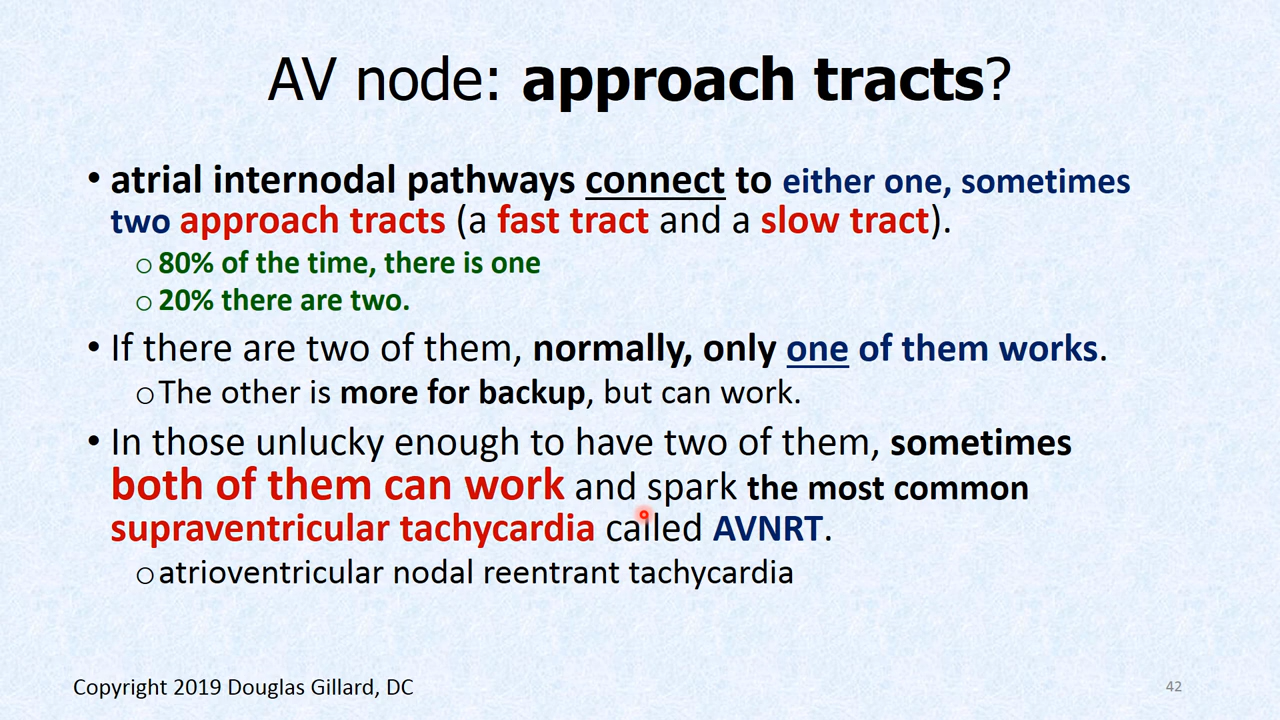 AV node: approach tracts?
• atrial internodal pathways connect to either one, sometimes
two approach tracts (a fast tract and a slow tract).
○ 80% of the time, there is one
○ 20% there are two.
• If there are two of them, normally, only one of them works.
○ The other is more for backup, but can work.
• In those unlucky enough to have two of them, sometimes
both of them can work and spark the most common
supraventricular tachycardia called AVNRT.
○ atrioventricular nodal reentrant tachycardia
Copyright 2019 Douglas Gillard, DC
42